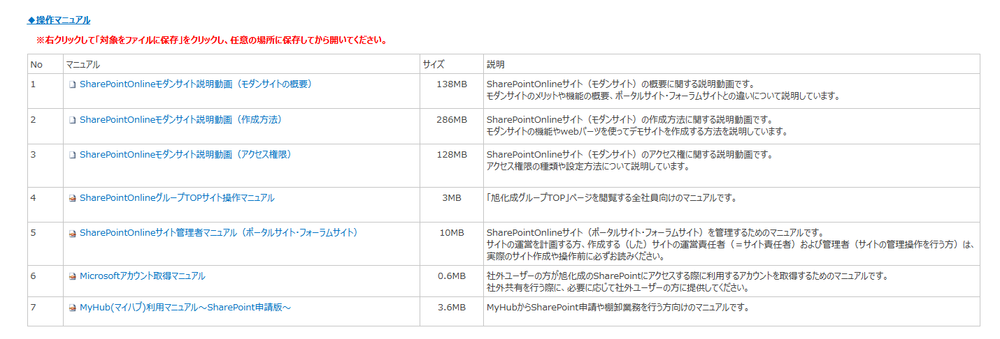 ◆操作マニュアル
※右クリックして「対象をファイルに保存」をクリックし、任意の場所に保存してから開いてください。
No マニュアル サイズ 説明
1 SharePointOnlineモダンサイト説明動画（モダンサイトの概要） 138MB SharePointOnlineサイト（モダンサイト）の概要に関する説明動画です。
モダンサイトのメリットや機能の概要、ポータルサイト・フォーラムサイトとの違いについて説明しています。
2 SharePointOnlineモダンサイト説明動画（作成方法） 286MB SharePointOnlineサイト（モダンサイト）の作成方法に関する説明動画です。
モダンサイトの機能やwebパーツを使ってデモサイトを作成する方法を説明しています。
3 SharePointOnlineモダンサイト説明動画（アクセス権限） 128MB SharePointOnlineサイト（モダンサイト）のアクセス権に関する説明動画です。
アクセス権限の種類や設定方法について説明しています。
4 SharePointOnlineグループTOPサイト操作マニュアル 3MB 「旭化成グループTOP」ページを閲覧する全社員向けのマニュアルです。
5 SharePointOnlineサイト管理者マニュアル（ポータルサイト・フォーラムサイト） 10MB SharePointOnlineサイト（ポータルサイト・フォーラムサイト）を管理するためのマニュアルです。
サイトの運営を計画する方、作成する（した）サイトの運営責任者（＝サイト責任者）および管理者（サイトの管理操作を行う方）は、
実際のサイト作成や操作前に必ずお読みください。
6 Microsoftアカウント取得マニュアル 0.6MB 社外ユーザーの方が旭化成のSharePointにアクセスする際に利用するアカウントを取得するためのマニュアルです。
社外共有を行う際に、必要に応じて社外ユーザーの方に提供してください。
7 MyHub(マイハブ)利用マニュアル～SharePoint申請版～ 3.6MB MyHubからSharePoint申請や棚卸業務を行う方向けのマニュアルです。